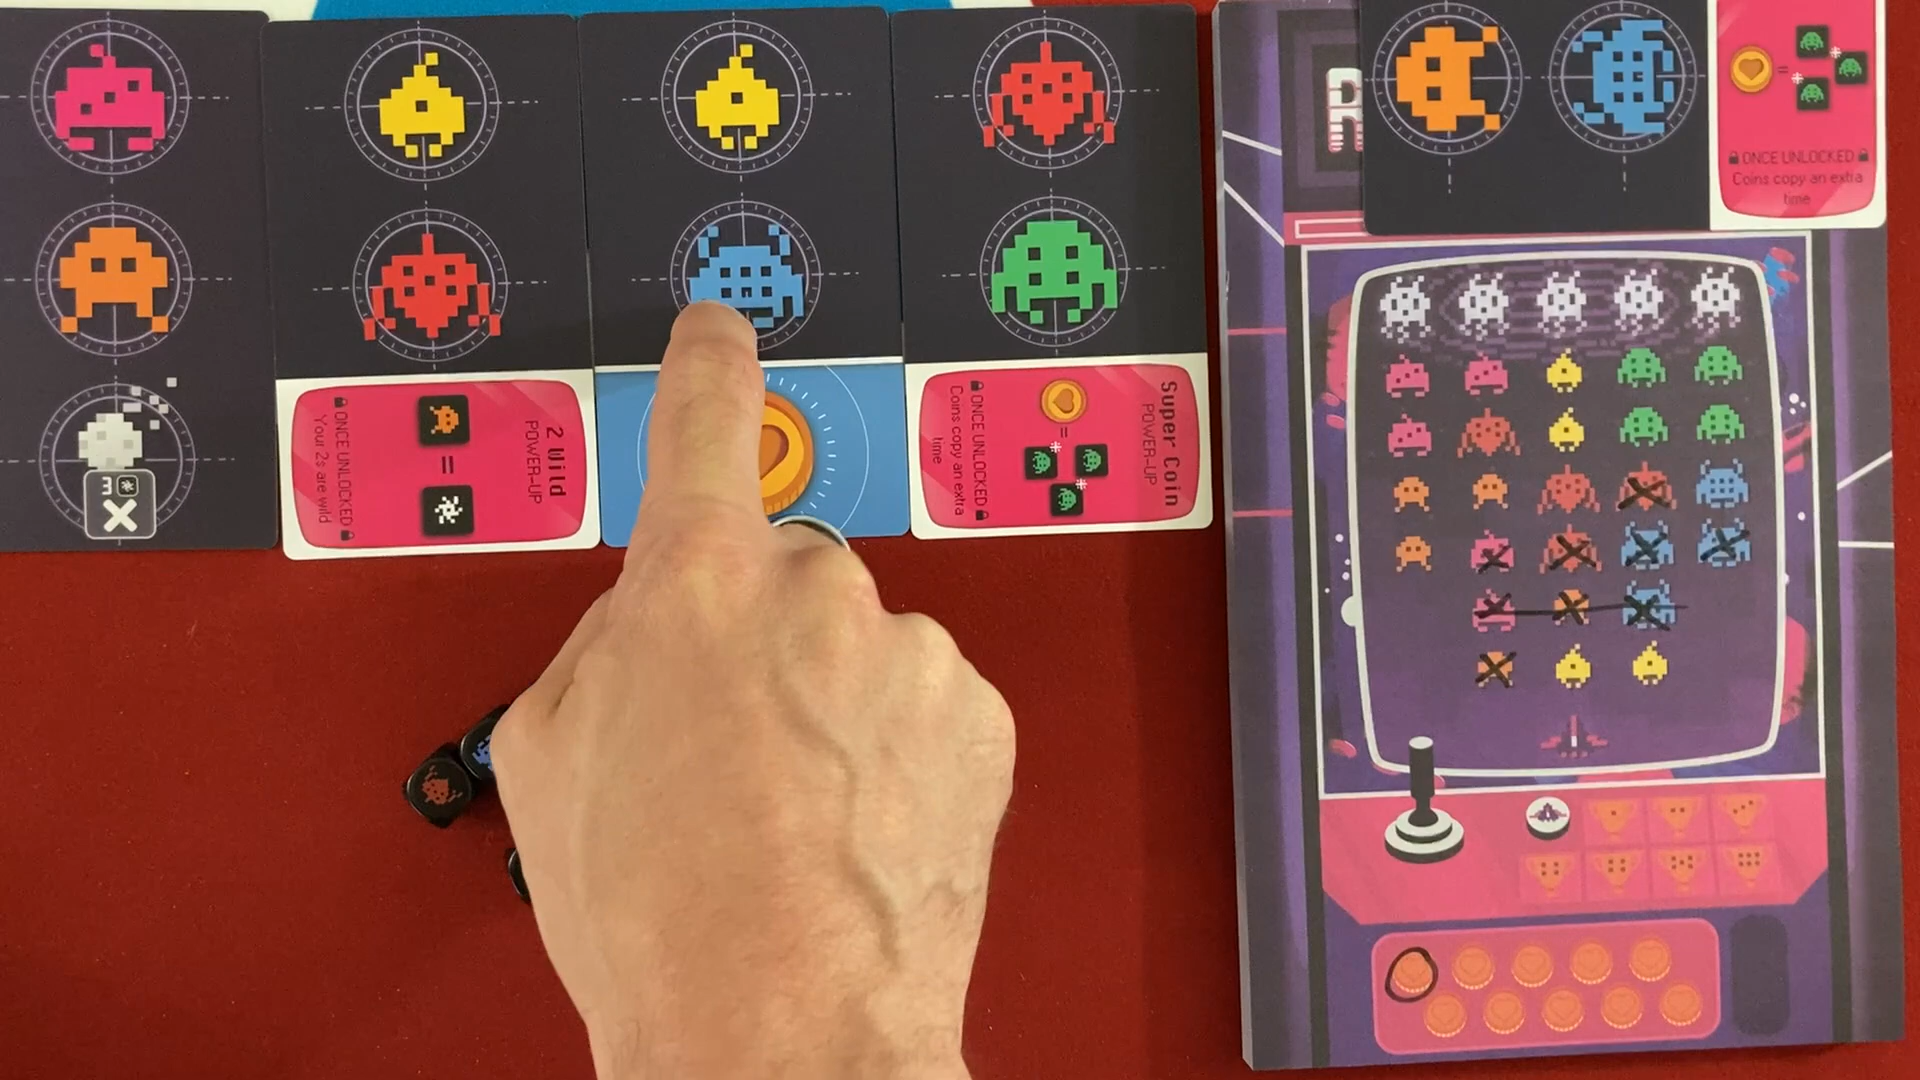 R
ONCE UNLOCKED
Coins copy an extra
time
3
2 Wild
POWER-UP
=
ONCE UNLOCKED
Your 2s are wild
Super Coin
POWER-UP
=
ONCE UNLOCKED
Coins copy an extra
time